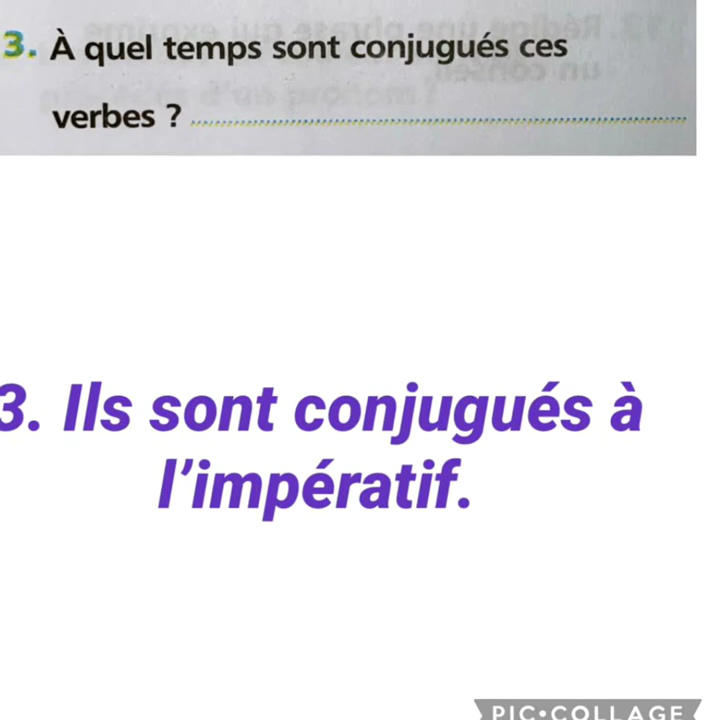 3. À quel temps sont conjugués ces
verbes ?
3. Ils sont conjugués à
l'impératif.
PIC•COLLAGE